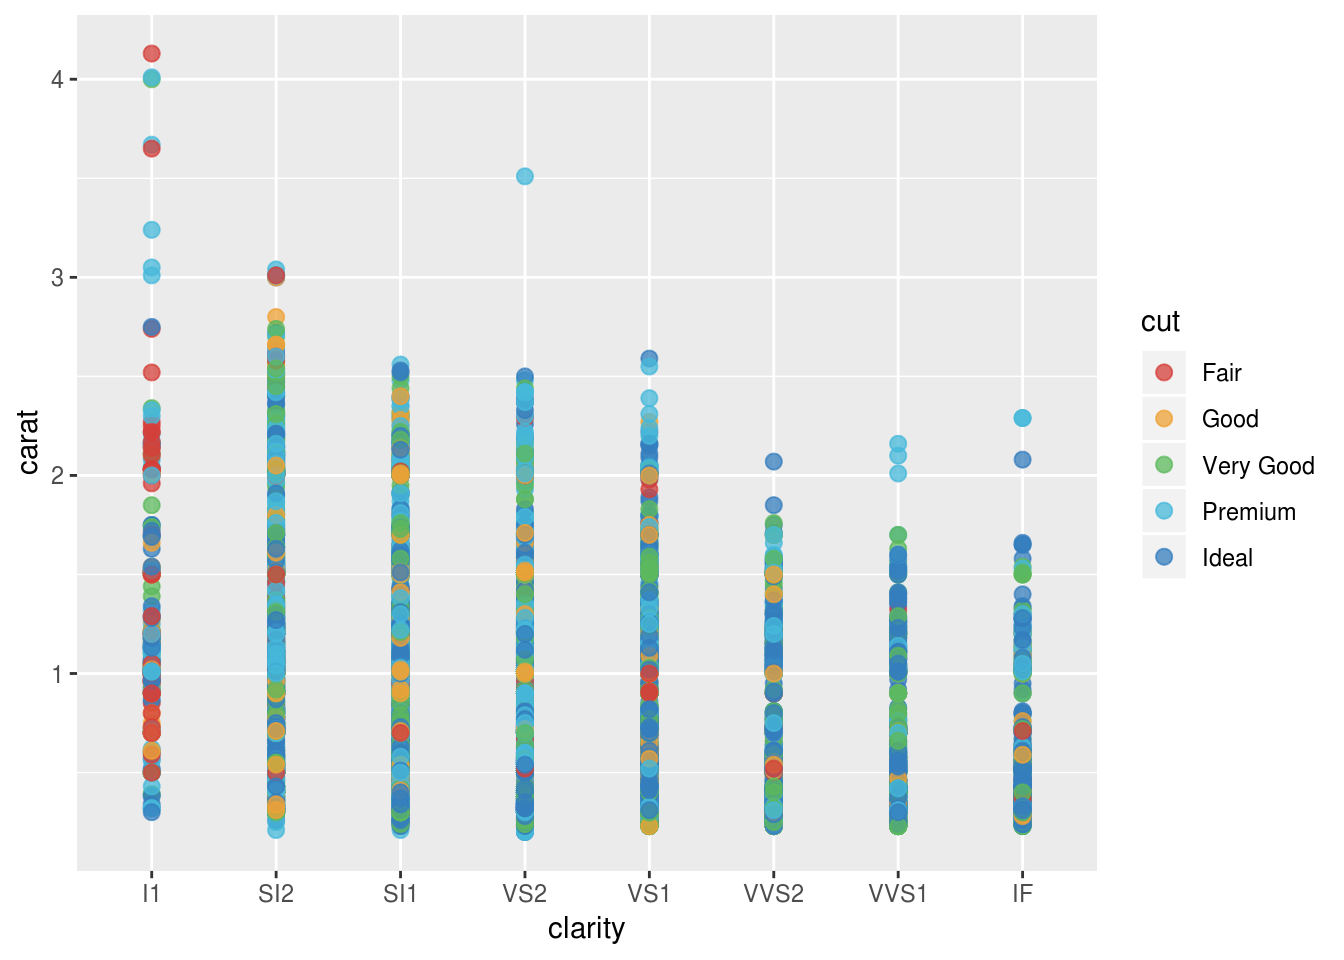 4
3
2
1
carat
I1 SI2 SI1 VS2 VS1 VVS2 VVS1 IF
clarity
cut
Fair
Good
Very Good
Premium
Ideal